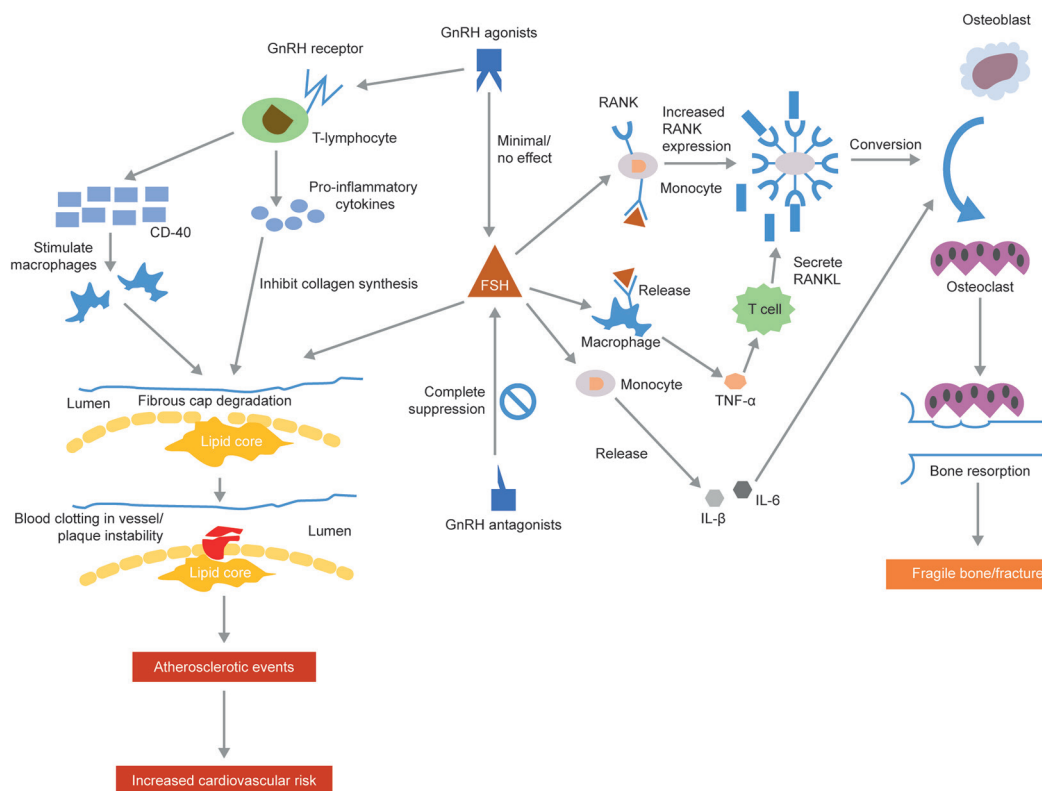 Osteoblast
GnRH agonists
GnRH receptor
RANK
Increased
RANK
expression
T-lymphocyte
Minimal/
no effect
Conversion
Monocyte
Pro-inflammatory
cytokines
CD-40
Stimulate
macrophages
Secrete
RANKL
Inhibit collagen synthesis
FSH
Release
T cell
Osteoclast
Macrophage
Lumen
Fibrous cap degradation
Complete
suppression
Monocyte
TNF-α
Lipid core
Release
Bone resorption
IL-6
IL-β
Blood clotting in vessel/
plaque instability
Lumen
GnRH antagonists
Lipid core
Fragile bone/fracture
Atherosclerotic events
Increased cardiovascular risk